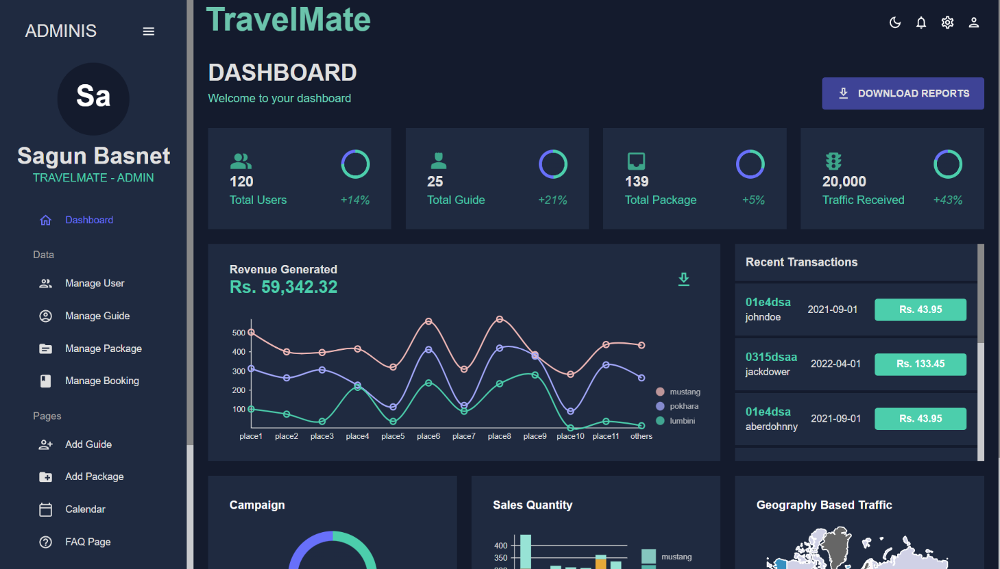 ADMINIS
Sa
Sagun Basnet
TRAVELMATE - ADMIN
Dashboard
Data
Manage User
Manage Guide
Manage Package
Manage Booking
Pages
Add Guide
Add Package
Calendar
FAQ Page
TravelMate
DASHBOARD
Welcome to your dashboard
DOWNLOAD REPORTS
120
Total Users +14%
25
Total Guide +21%
139
Total Package +5%
20,000
Traffic Received +43%
Revenue Generated
Rs. 59,342.32
500
400
300
200
100
place1 place2 place3 place4 place5 place6 place7 place8 place9 place10 place11 others
mustang
pokhara
lumbini
Recent Transactions
01e4dsa
johndoe
2021-09-01
Rs. 43.95
0315dsaa
jackdower
2022-04-01
Rs. 133.45
01e4dsa
aberdohnny
2021-09-01
Rs. 43.95
Campaign
Sales Quantity
400
350
mustang
Geography Based Traffic